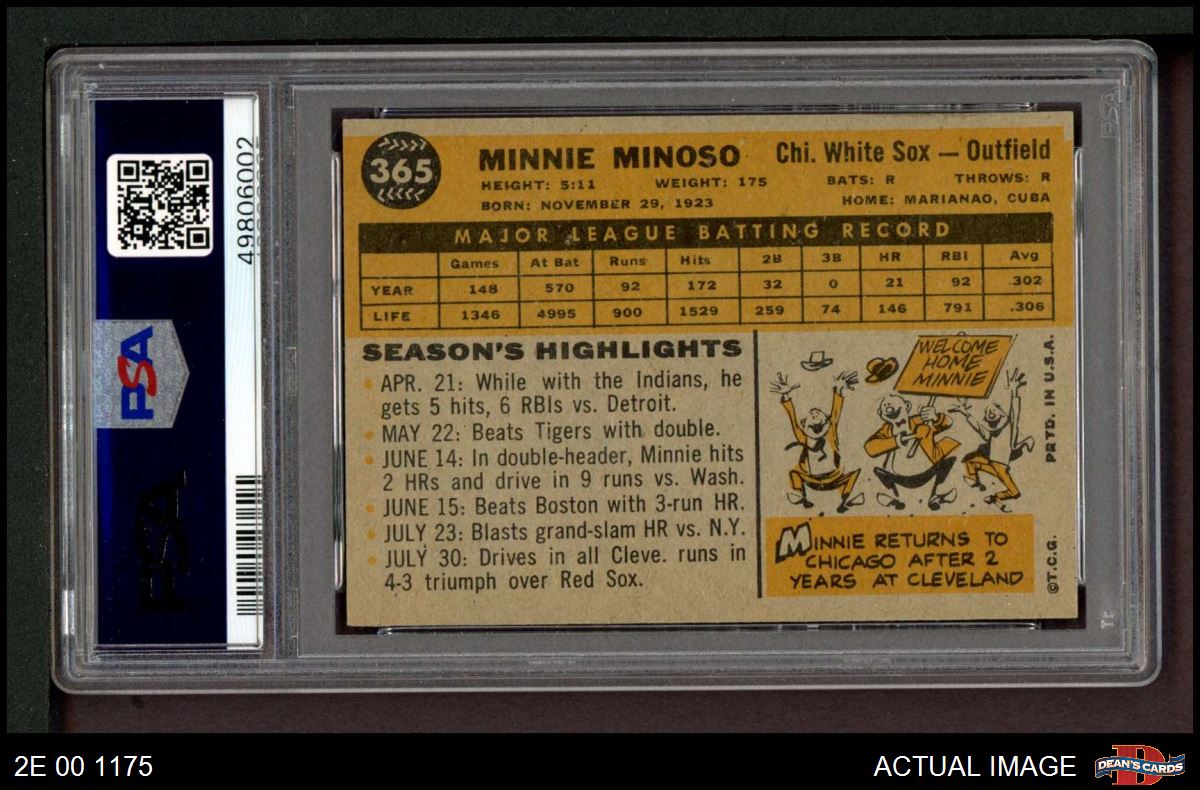 49806002
PSA
PSA
365
MINNIE MINOSO
Chi. White Sox — Outfield
HEIGHT: 5:11 WEIGHT: 175 BATS: R THROWS: R
BORN: NOVEMBER 29, 1923 HOME: MARIANAO, CUBA
MAJOR LEAGUE BATTING RECORD
Games At Bat Runs Hits 2B 3B HR RBI Avg
YEAR 148 570 92 172 32 0 21 92 .302
LIFE 1346 4995 900 1529 259 74 146 791 .306
SEASON'S HIGHLIGHTS
APR. 21: While with the Indians, he
gets 5 hits, 6 RBIs vs. Detroit.
MAY 22: Beats Tigers with double.
JUNE 14: In double-header, Minnie hits
2 HRs and drive in 9 runs vs. Wash.
JUNE 15: Beats Boston with 3-run HR.
JULY 23: Blasts grand-slam HR vs. N.Y.
JULY 30: Drives in all Cleve. runs in
4-3 triumph over Red Sox.
WELCOME
HOME
MINNIE
MINNIE RETURNS TO
CHICAGO AFTER 2
YEARS AT CLEVELAND
©T.C.G. PRTD. IN U.S.A.
PSA
2E 00 1175
ACTUAL IMAGE
DEAN'S CARDS